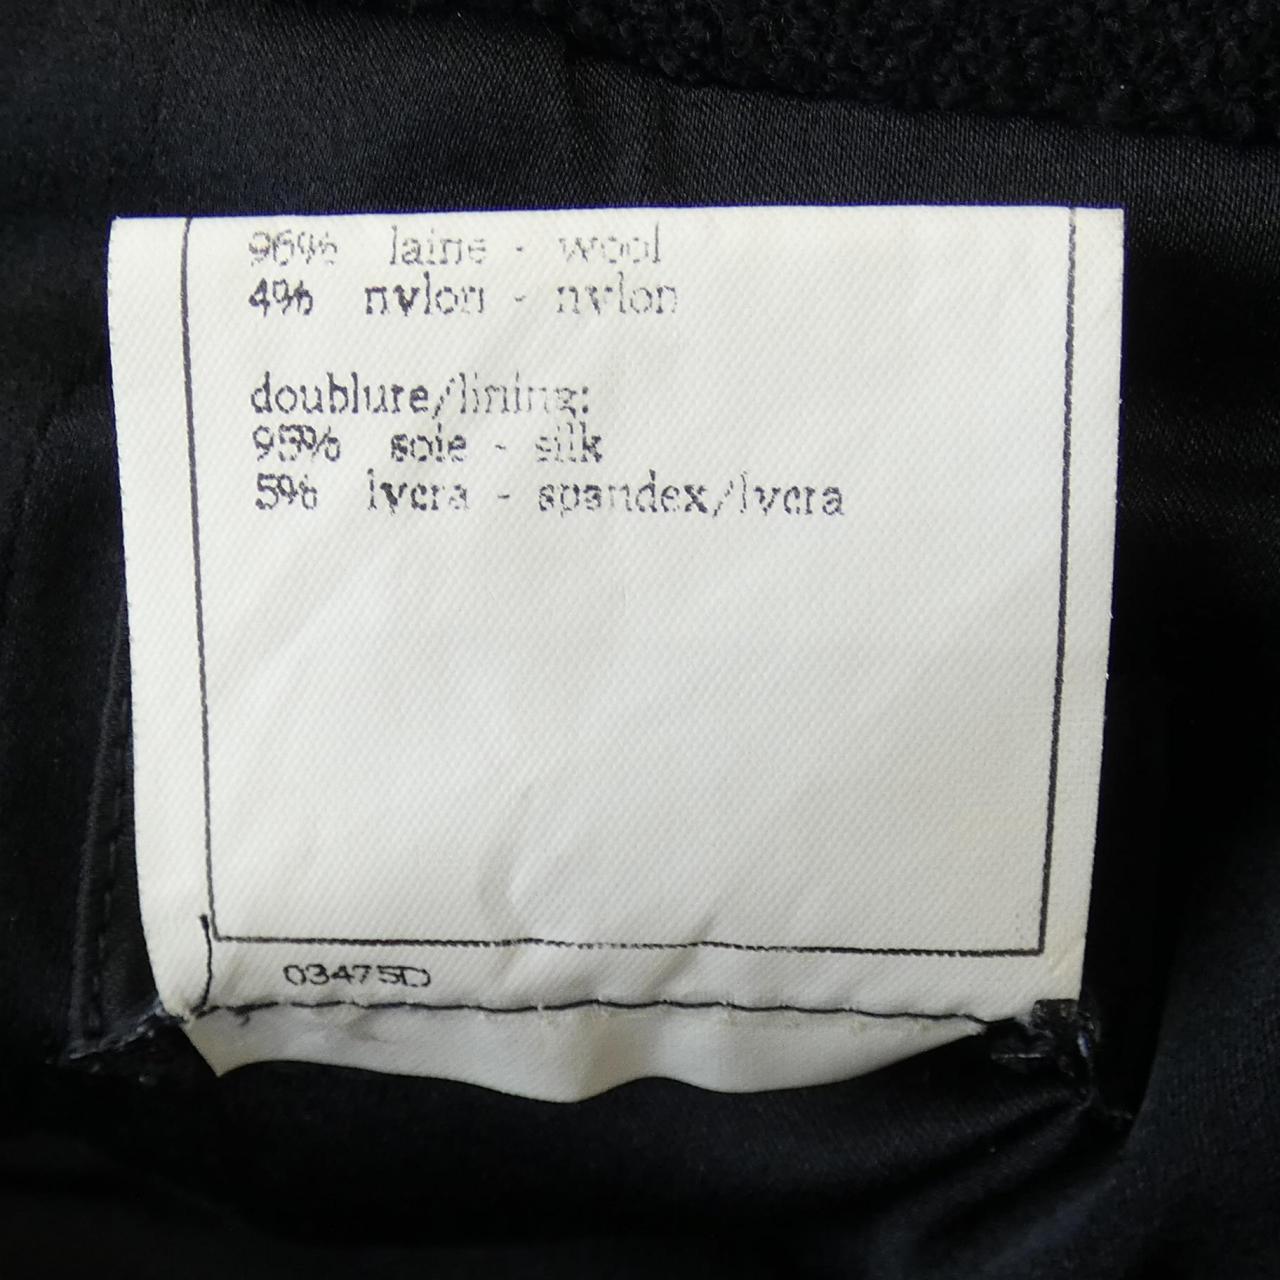 96% laine - wool
4% nylon - nylon
doublure/lining:
95% soie - silk
5% lycra - spandex/lycra
03475D